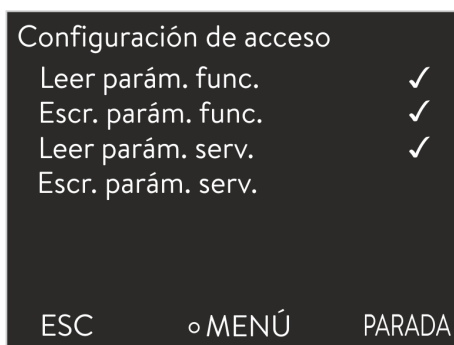 Configuración de acceso
Leer parám. func. ✓
Escr. parám. func. ✓
Leer parám. serv. ✓
Escr. parám. serv.
ESC ○ MENÚ PARADA